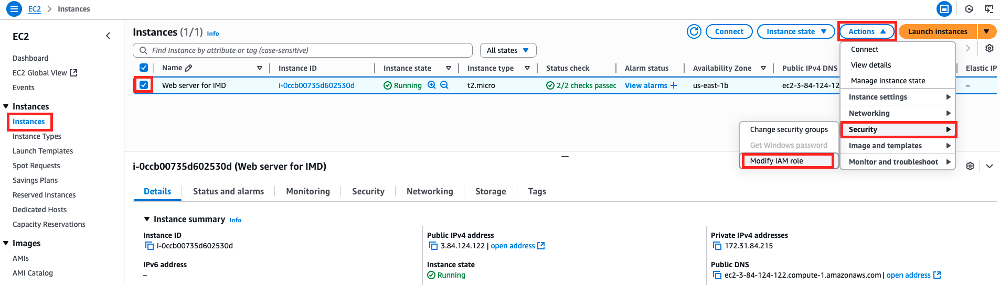 EC2 > Instances
EC2
Dashboard
EC2 Global View
Events
Instances
Instances
Instance Types
Launch Templates
Spot Requests
Savings Plans
Reserved Instances
Dedicated Hosts
Capacity Reservations
Images
AMIs
AMI Catalog
Instances (1/1) Info
Connect
Instance state
Actions
Launch instances
Find Instance by attribute or tag (case-sensitive)
All states
Name Instance ID Instance state Instance type Status check Alarm status Availability Zone Public IPv4 DNS Elastic IP
Web server for IMD i-0ccb00735d602530d Running t2.micro 2/2 checks passec View alarms + us-east-1b ec2-3-84-124-12 –
Connect
View details
Manage instance state
Instance settings
Networking
Security
Image and templates
Monitor and troubleshoot
Change security groups
Get Windows password
Modify IAM role
i-0ccb00735d602530d (Web server for IMD)
Details Status and alarms Monitoring Security Networking Storage Tags
Instance summary Info
Instance ID
i-0ccb00735d602530d
IPv6 address
–
Public IPv4 address
3.84.124.122 | open address
Instance state
Running
Private IPv4 addresses
172.31.84.215
Public DNS
ec2-3-84-124-122.compute-1.amazonaws.com | open address